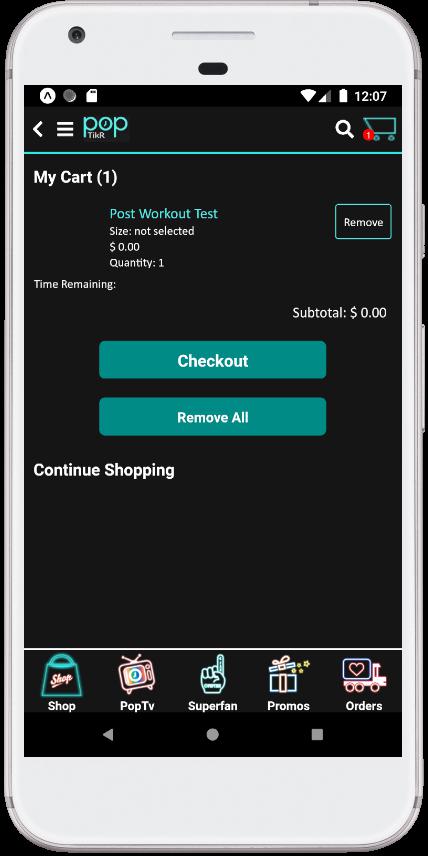 12:07
pop
TikR
1
My Cart (1)
Post Workout Test
Remove
Size: not selected
$ 0.00
Quantity: 1
Time Remaining:
Subtotal: $ 0.00
Checkout
Remove All
Continue Shopping
Shop
Shop PopTv Superfan Promos Orders